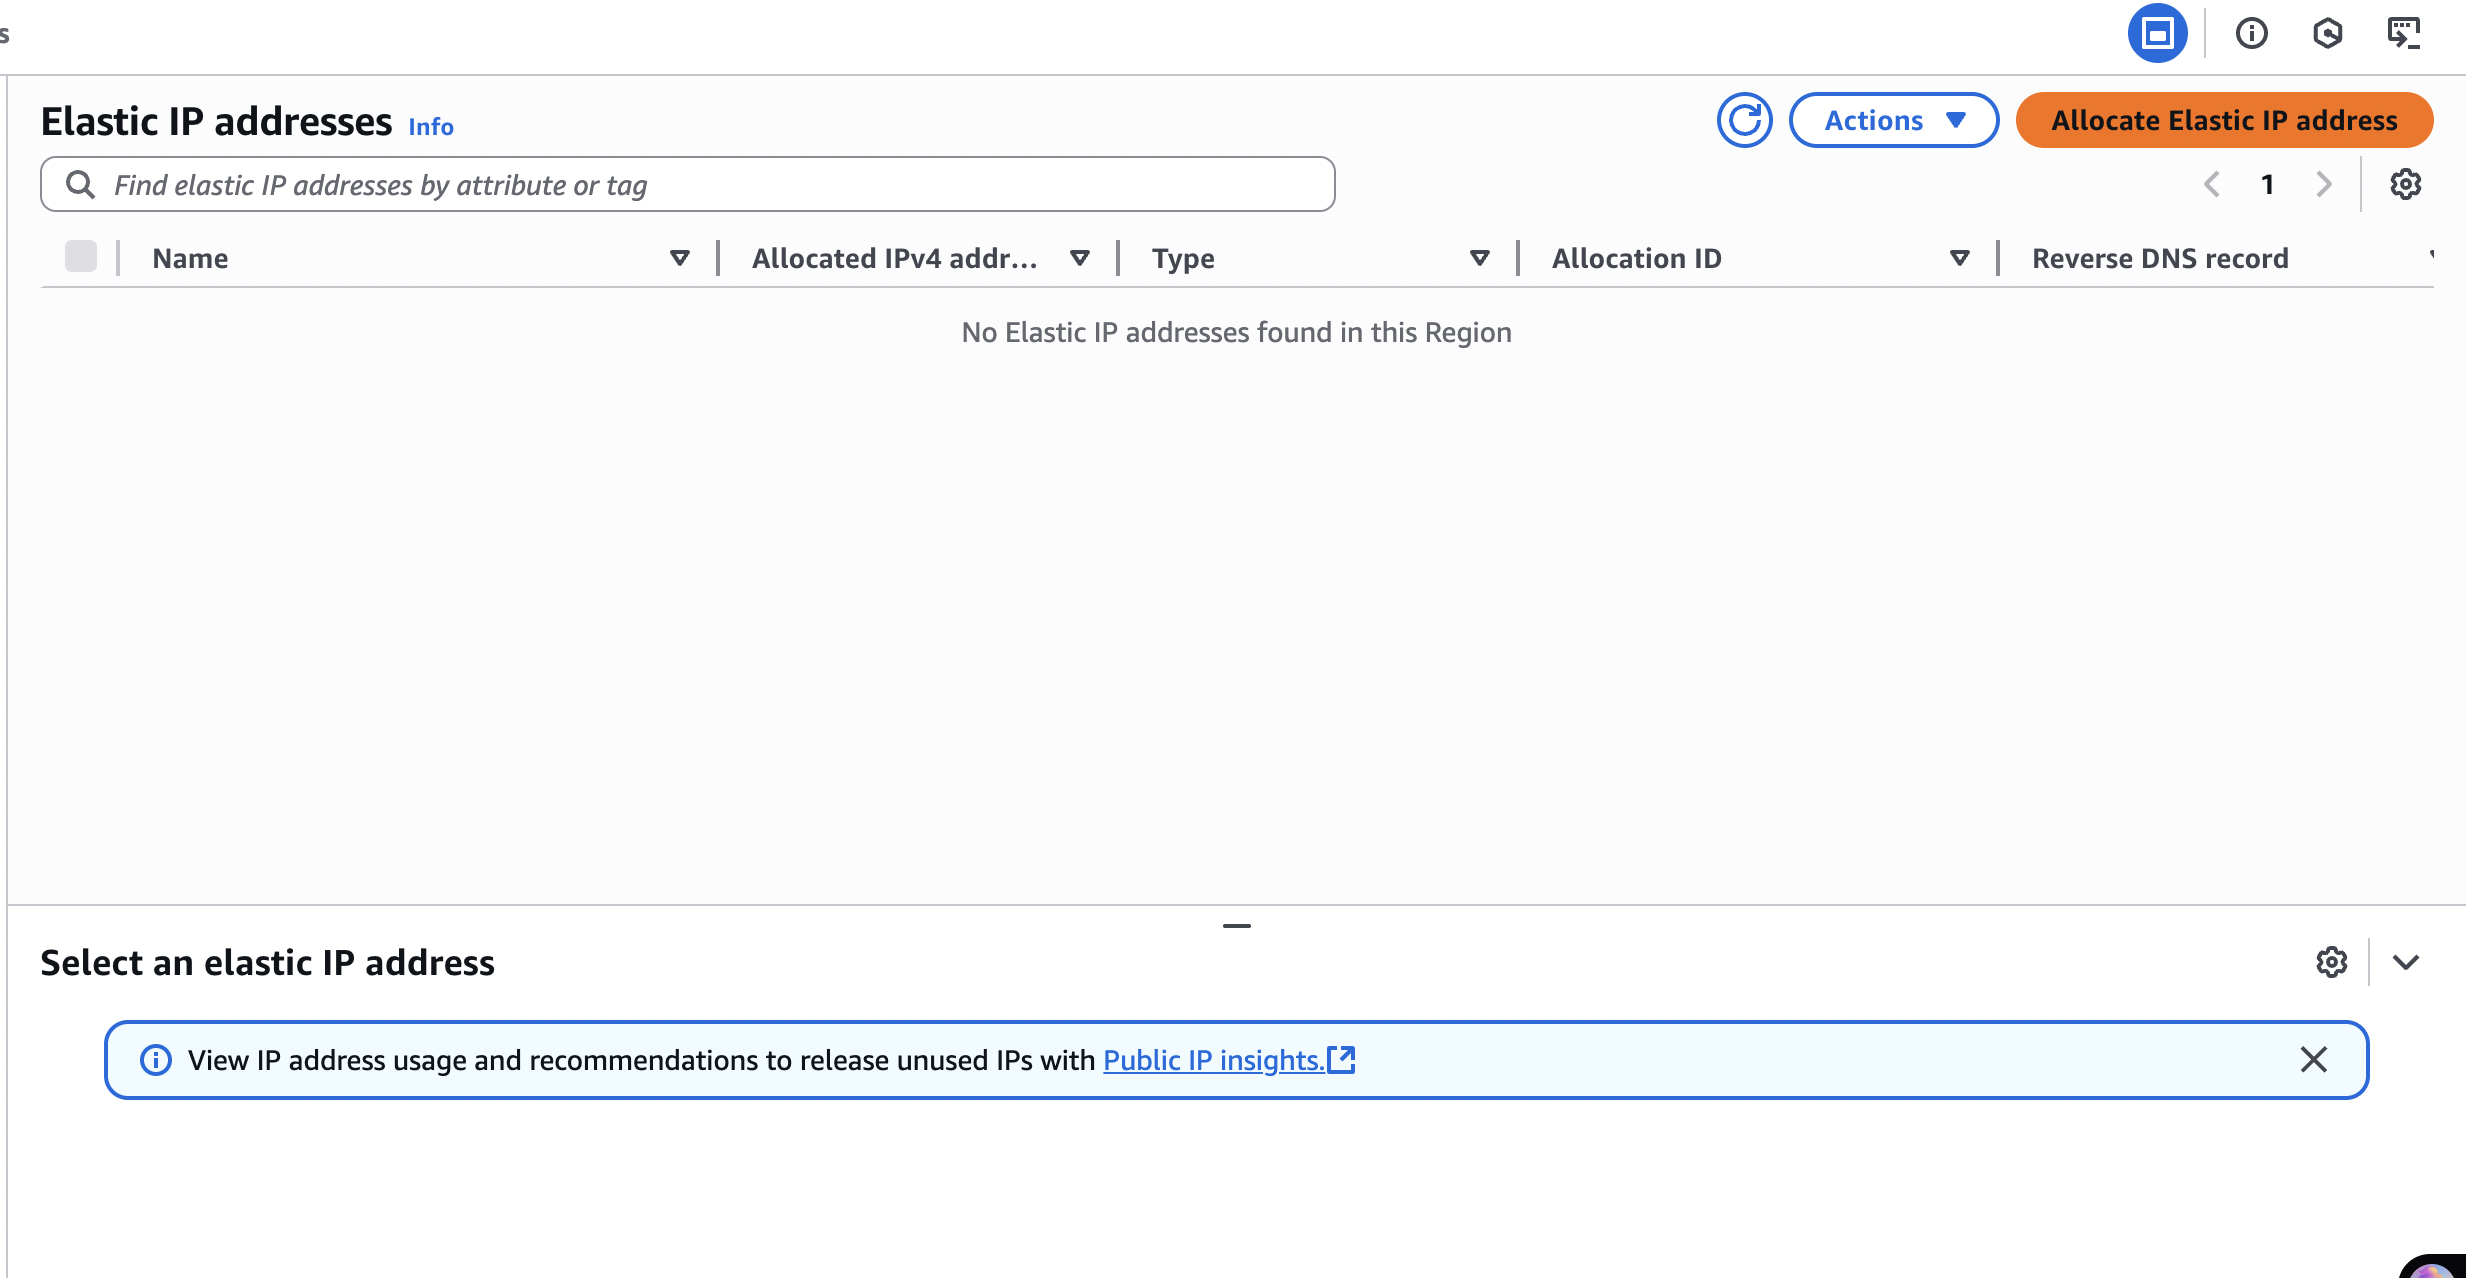 s
Elastic IP addresses Info
Actions
Allocate Elastic IP address
Find elastic IP addresses by attribute or tag
1
Name
Allocated IPv4 addr...
Type
Allocation ID
Reverse DNS record
No Elastic IP addresses found in this Region
Select an elastic IP address
View IP address usage and recommendations to release unused IPs with Public IP insights.